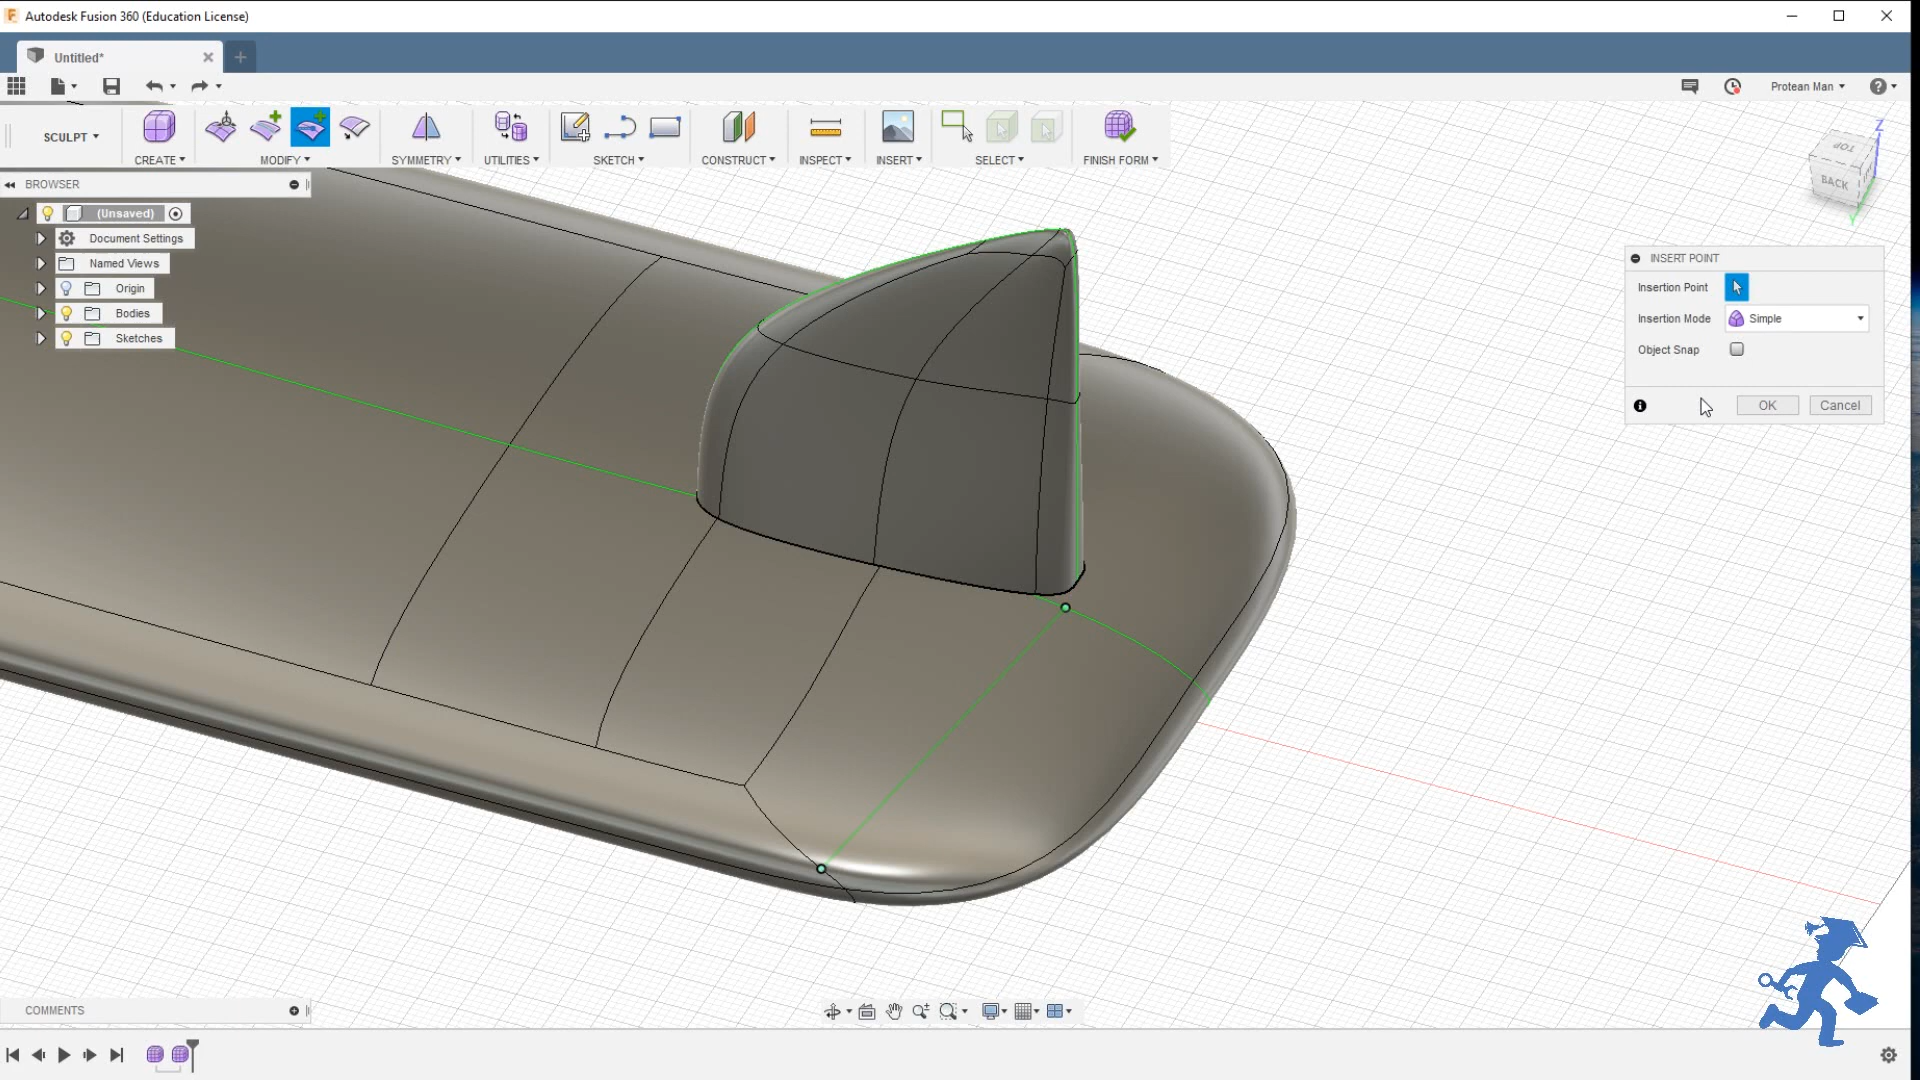 Autodesk Fusion 360 (Education License)
Untitled*
Protean Man
SCULPT
CREATE
MODIFY
SYMMETRY
UTILITIES
SKETCH
CONSTRUCT
INSPECT
INSERT
SELECT
FINISH FORM
BROWSER
(Unsaved)
Document Settings
Named Views
Origin
Bodies
Sketches
TOP
BACK
Z
Y
INSERT POINT
Insertion Point
Insertion Mode Simple
Object Snap
OK Cancel
COMMENTS